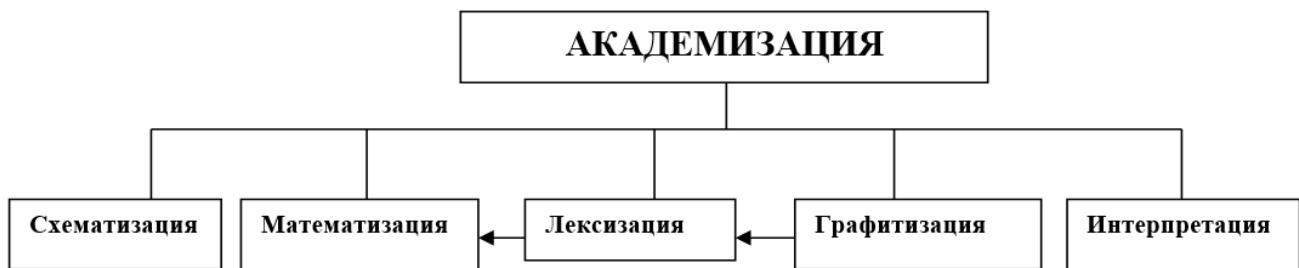 АКАДЕМИЗАЦИЯ
Схематизация
Математизация
Лексизация
Графитизация
Интерпретация